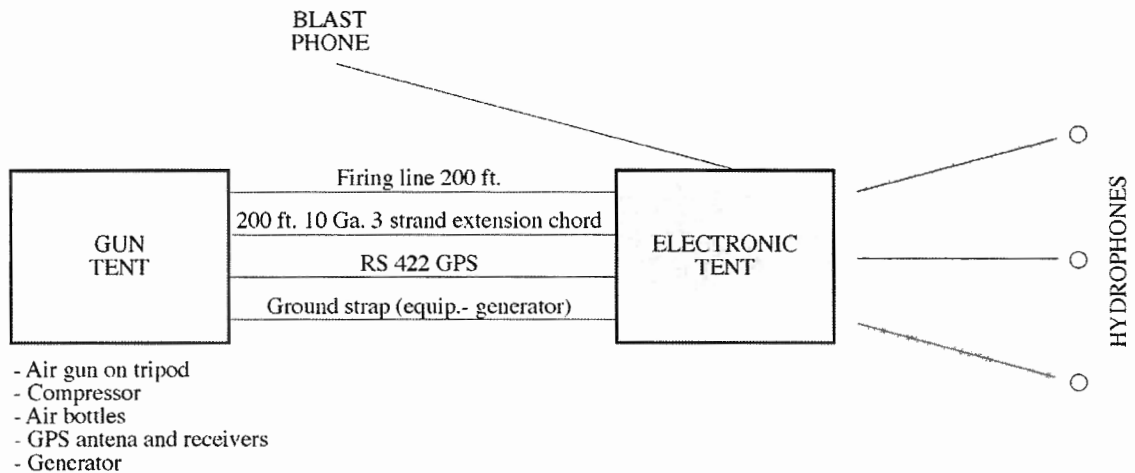 BLAST
PHONE
Firing line 200 ft.
200 ft. 10 Ga. 3 strand extension chord
RS 422 GPS
Ground strap (equip.- generator)
GUN
TENT
ELECTRONIC
TENT
HYDROPHONES
- Air gun on tripod
- Compressor
- Air bottles
- GPS antena and receivers
- Generator